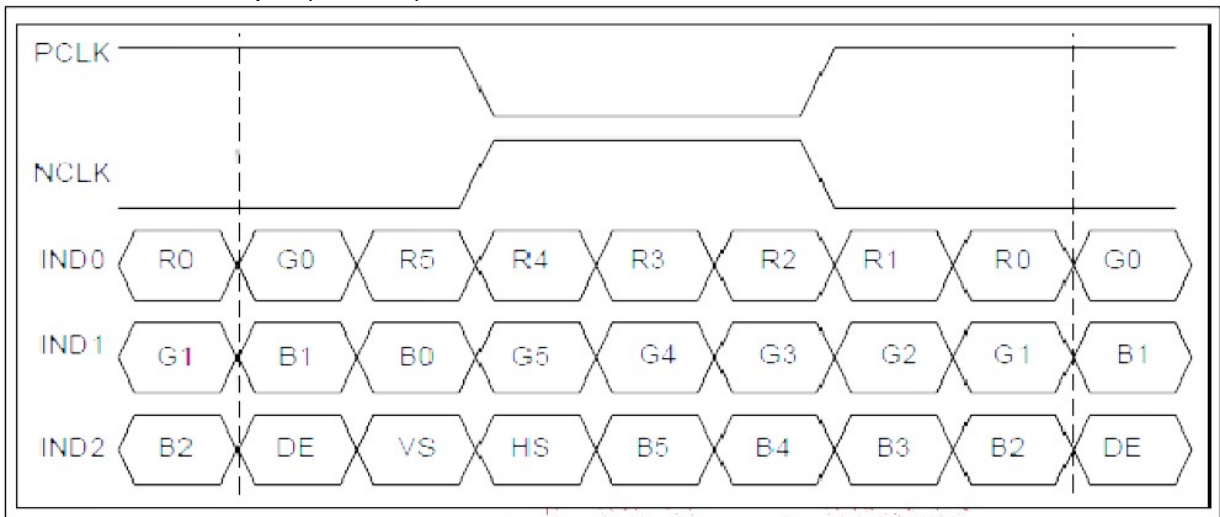 PCLK
NCLK
IND0 R0 G0 R5 R4 R3 R2 R1 R0 G0
IND1 G1 B1 B0 G5 G4 G3 G2 G1 B1
IND2 B2 DE VS HS B5 B4 B3 B2 DE